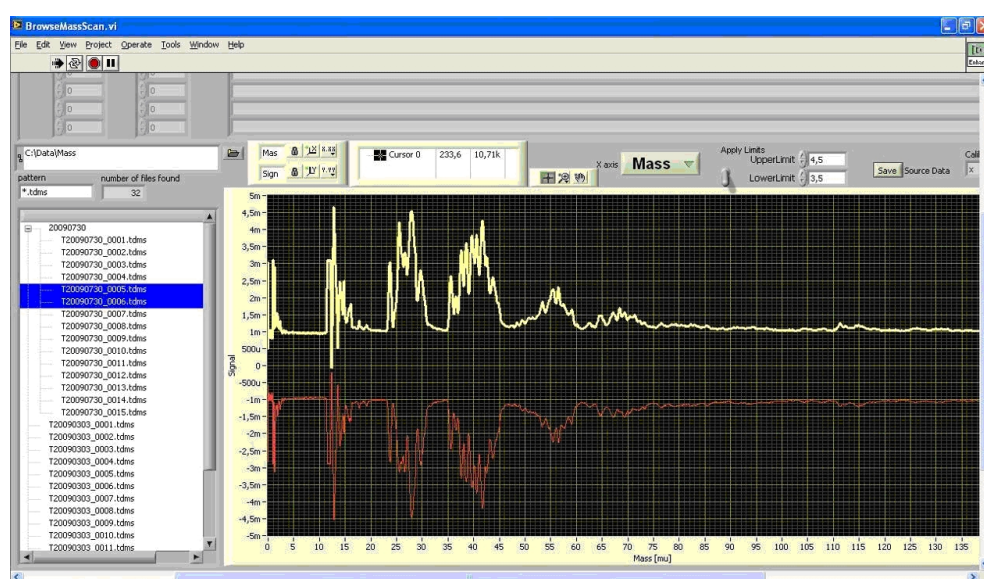 BrowseMassScan.vi
File Edit View Project Operate Tools Window Help
0 0
0 0
0 0
C:\Data\Mass
pattern number of files found
*.tdms 32
Mas
Sign
Cursor 0 233,6 10,71k
X axis Mass
Apply Limits
UpperLimit 4,5
LowerLimit 3,5
Save Source Data
Cali
x
20090730
T20090730_0001.tdms
T20090730_0002.tdms
T20090730_0003.tdms
T20090730_0004.tdms
T20090730_0005.tdms
T20090730_0006.tdms
T20090730_0007.tdms
T20090730_0008.tdms
T20090730_0009.tdms
T20090730_0010.tdms
T20090730_0011.tdms
T20090730_0012.tdms
T20090730_0013.tdms
T20090730_0014.tdms
T20090730_0015.tdms
T20090303_0001.tdms
T20090303_0002.tdms
T20090303_0003.tdms
T20090303_0004.tdms
T20090303_0005.tdms
T20090303_0006.tdms
T20090303_0007.tdms
T20090303_0008.tdms
T20090303_0009.tdms
T20090303_0010.tdms
T20090303_0011.tdms
Signal
5m
4,5m
4m
3,5m
3m
2,5m
2m
1,5m
1m
500u
0
-500u
-1m
-1,5m
-2m
-2,5m
-3m
-3,5m
-4m
-4,5m
-5m
0 5 10 15 20 25 30 35 40 45 50 55 60 65 70 75 80 85 90 95 100 105 110 115 120 125 130 135
Mass [mu]